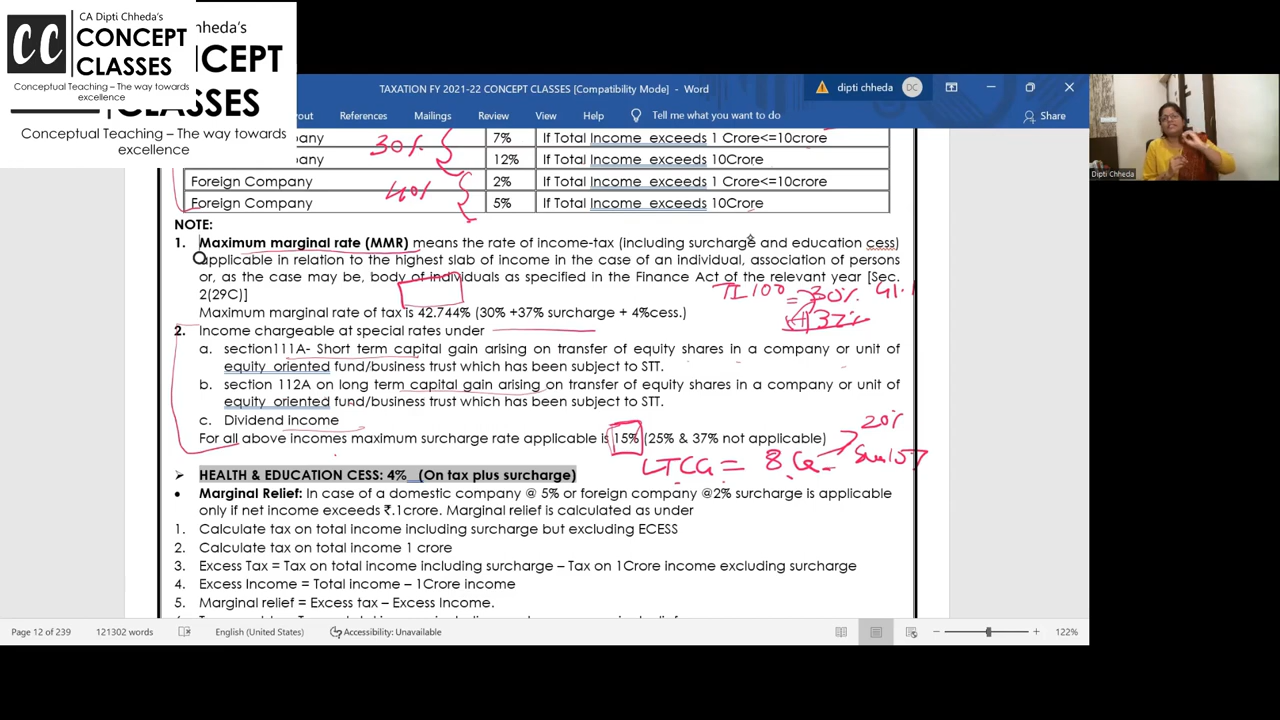 CA Dipti Chheda's
CONCEPT
CLASSES
Conceptual Teaching – The way towards
excellence
hheda's
NCEPT
CLASSES
Conceptual Teaching – The way towards
excellence
TAXATION FY 2021-22 CONCEPT CLASSES [Compatibility Mode] - Word
dipti chheda
DC
References
Mailings
Review
View
Help
Tell me what you want to do
Share
30%
7% If Total Income exceeds 1 Crore<=10crore
12% If Total Income exceeds 10Crore
Foreign Company 40% 2% If Total Income exceeds 1 Crore<=10crore
Foreign Company 5% If Total Income exceeds 10Crore
NOTE:
1. Maximum marginal rate (MMR) means the rate of income-tax (including surcharge and education cess)
applicable in relation to the highest slab of income in the case of an individual, association of persons
or, as the case may be, body of individuals as specified in the Finance Act of the relevant year [Sec.
2(29C)]
TI 100 = 30%
(+) 37%
Maximum marginal rate of tax is 42.744% (30% +37% surcharge + 4%cess.)
2. Income chargeable at special rates under
a. section111A- Short term capital gain arising on transfer of equity shares in a company or unit of
equity oriented fund/business trust which has been subject to STT.
b. section 112A on long term capital gain arising on transfer of equity shares in a company or unit of
equity oriented fund/business trust which has been subject to STT.
c. Dividend income
For all above incomes maximum surcharge rate applicable is 15% (25% & 37% not applicable)
20%
LTCG = 8 Cr
➢ HEALTH & EDUCATION CESS: 4% (On tax plus surcharge)
• Marginal Relief: In case of a domestic company @ 5% or foreign company @2% surcharge is applicable
only if net income exceeds ₹.1crore. Marginal relief is calculated as under
1. Calculate tax on total income including surcharge but excluding ECESS
2. Calculate tax on total income 1 crore
3. Excess Tax = Tax on total income including surcharge – Tax on 1Crore income excluding surcharge
4. Excess Income = Total income – 1Crore income
5. Marginal relief = Excess tax – Excess Income.
Page 12 of 239
121302 words
English (United States)
Accessibility: Unavailable
122%
Dipti Chheda